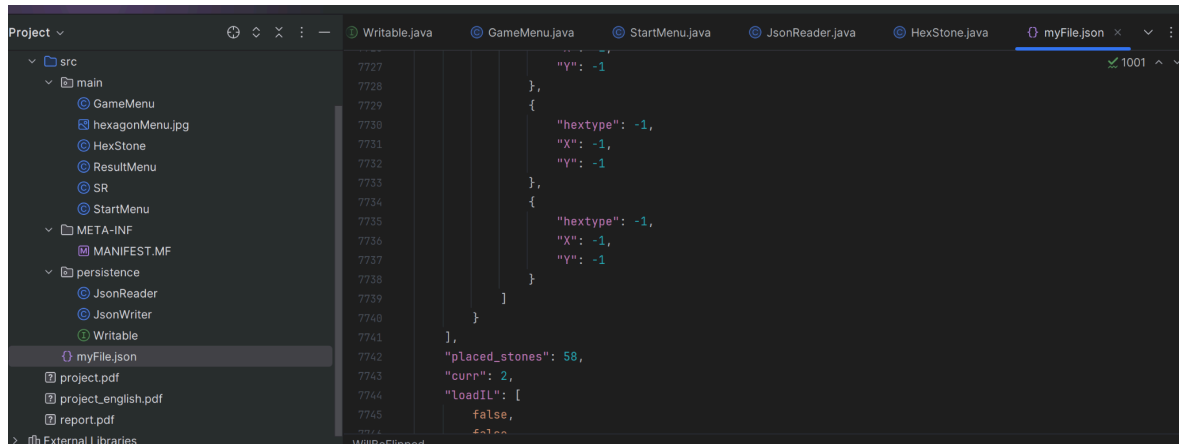 Project
Writable.java GameMenu.java StartMenu.java JsonReader.java HexStone.java {} myFile.json
src
main
GameMenu
hexagonMenu.jpg
HexStone
ResultMenu
SR
StartMenu
META-INF
MANIFEST.MF
persistence
JsonReader
JsonWriter
Writable
{} myFile.json
project.pdf
project_english.pdf
report.pdf
External Libraries
1001
7727 "Y": -1
7728 },
7729 {
7730 "hextype": -1,
7731 "X": -1,
7732 "Y": -1
7733 },
7734 {
7735 "hextype": -1,
7736 "X": -1,
7737 "Y": -1
7738 }
7739 ]
7740 }
7741 ],
7742 "placed_stones": 58,
7743 "curr": 2,
7744 "loadIL": [
7745 false,
false
WillBeFlipped